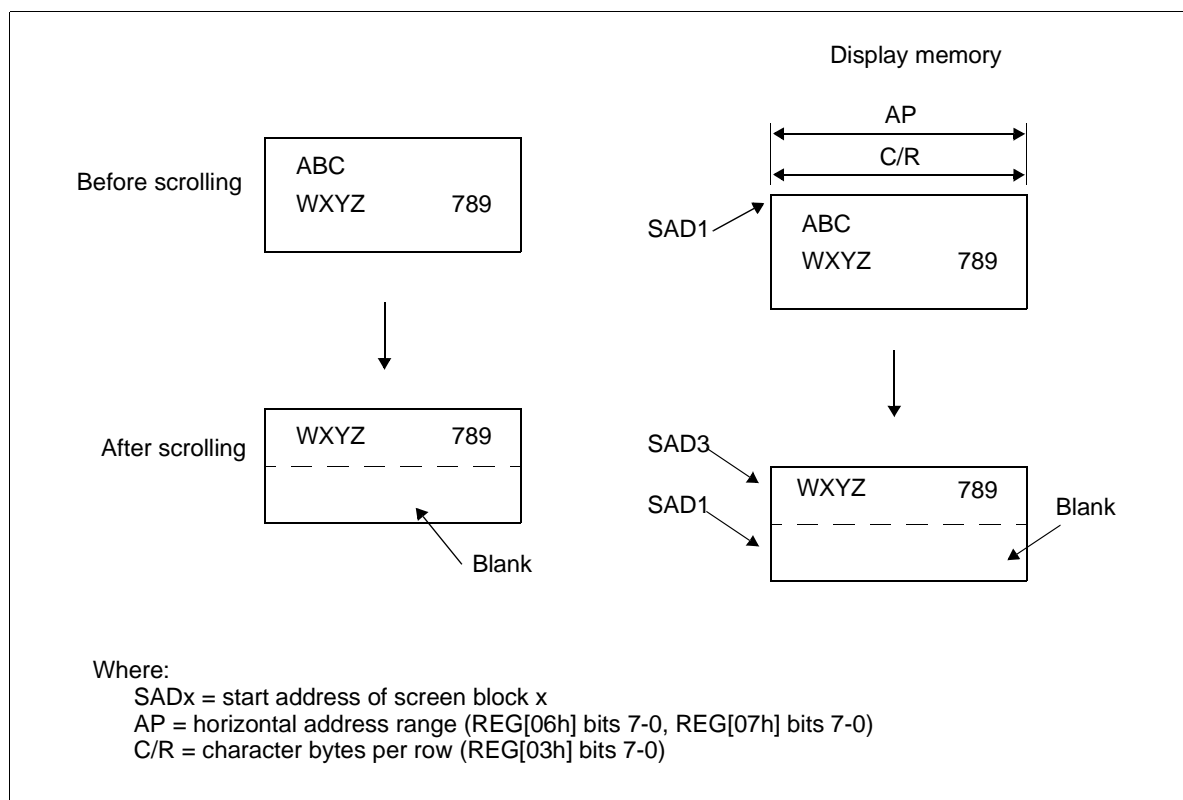 Display memory
AP
C/R
Before scrolling
ABC
WXYZ 789
SAD1
ABC
WXYZ 789
After scrolling
WXYZ 789
Blank
SAD3
SAD1
WXYZ 789
Blank
Where:
SADx = start address of screen block x
AP = horizontal address range (REG[06h] bits 7-0, REG[07h] bits 7-0)
C/R = character bytes per row (REG[03h] bits 7-0)